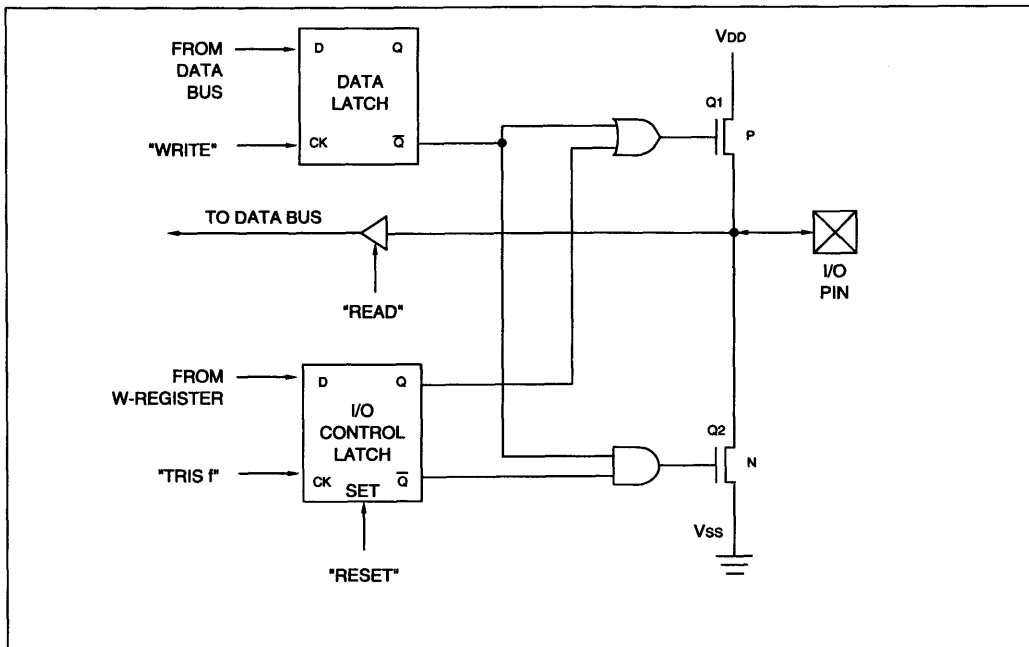 FROM
DATA
BUS
D
Q
DATA
LATCH
"WRITE"
CK
Q̅
VDD
Q1
P
TO DATA BUS
"READ"
I/O
PIN
FROM
W-REGISTER
D
Q
I/O
CONTROL
LATCH
"TRIS f"
CK
SET
Q̅
"RESET"
Q2
N
VSS